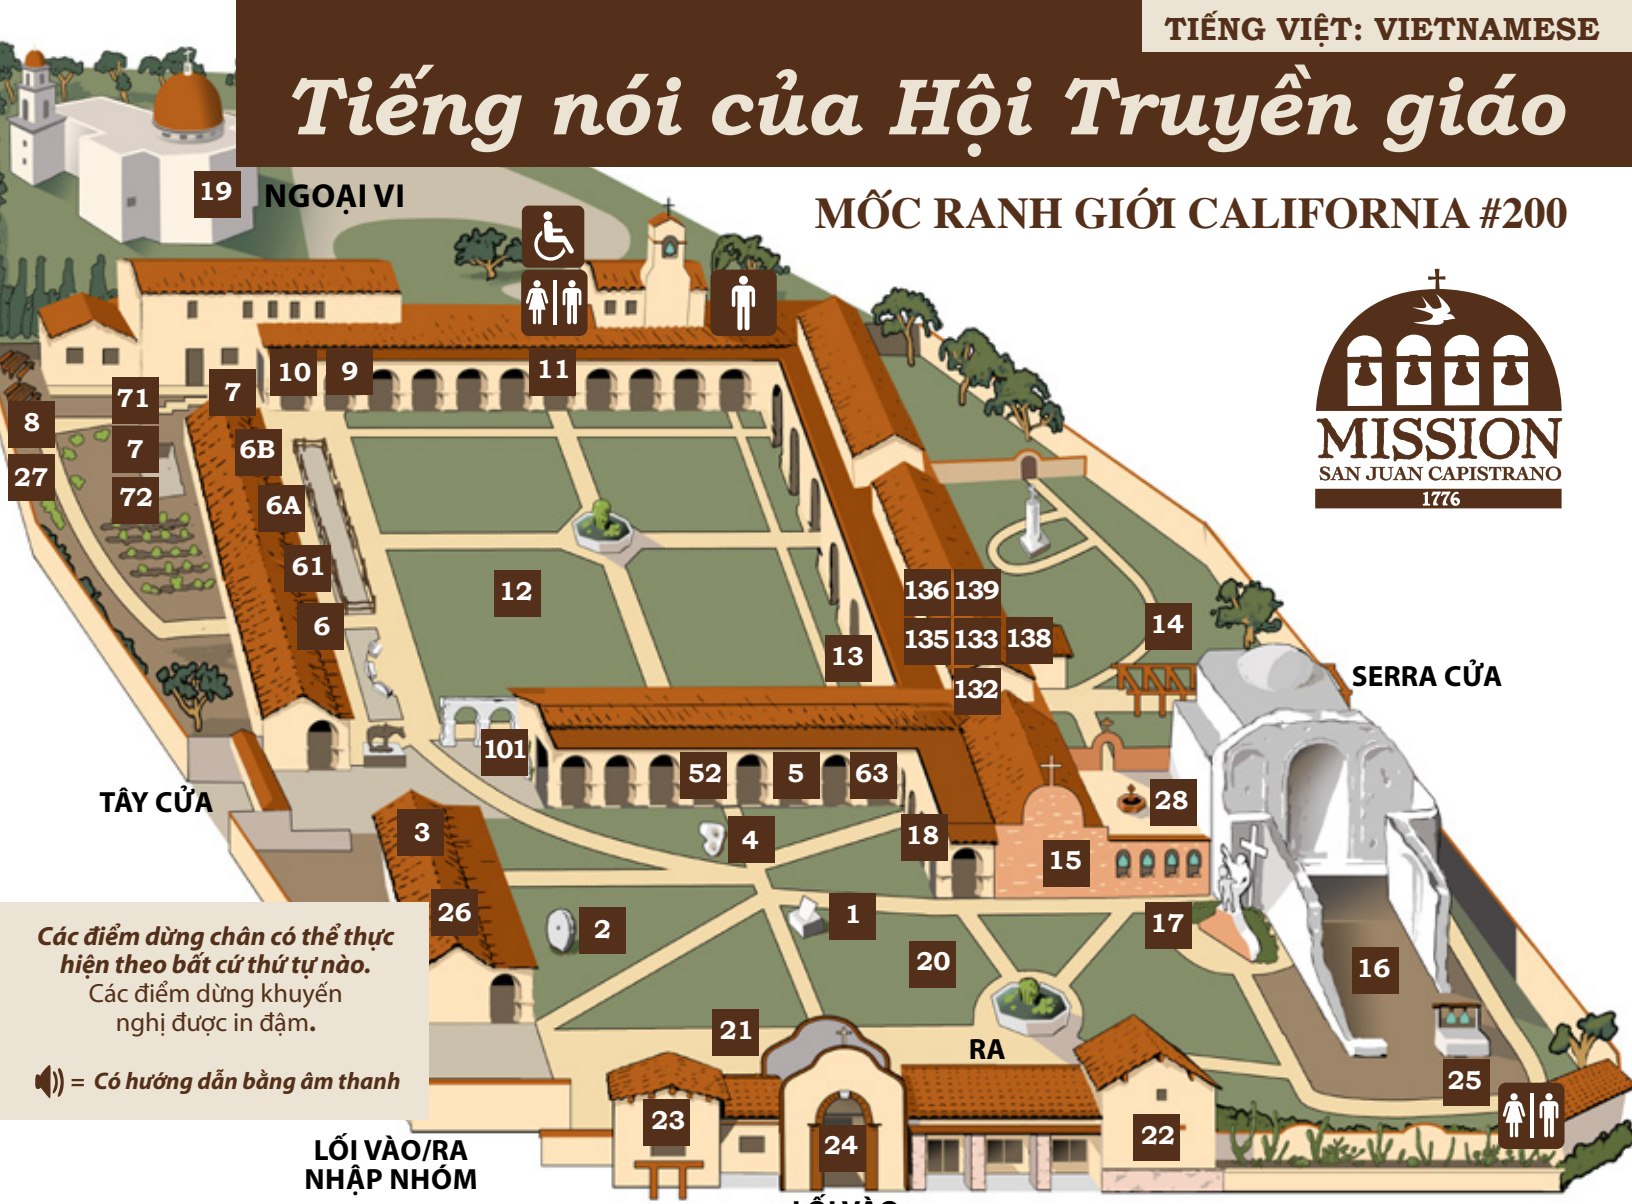 TIẾNG VIỆT: VIETNAMESE
Tiếng nói của Hội Truyền giáo
MỐC RANH GIỚI CALIFORNIA #200
MISSION
SAN JUAN CAPISTRANO
1776
19
NGOẠI VI
10
9
11
7
71
8
7
6B
27
72
6A
61
12
6
136
139
14
135
133
138
13
132
SERRA CỬA
101
52
5
63
28
TÂY CỬA
3
4
18
15
26
2
1
17
20
16
Các điểm dừng chân có thể thực
hiện theo bất cứ thứ tự nào.
Các điểm dừng khuyến
nghị được in đậm.
= Có hướng dẫn bằng âm thanh
21
RA
25
23
24
22
LỐI VÀO/RA
NHẬP NHÓM
LỐI VÀO